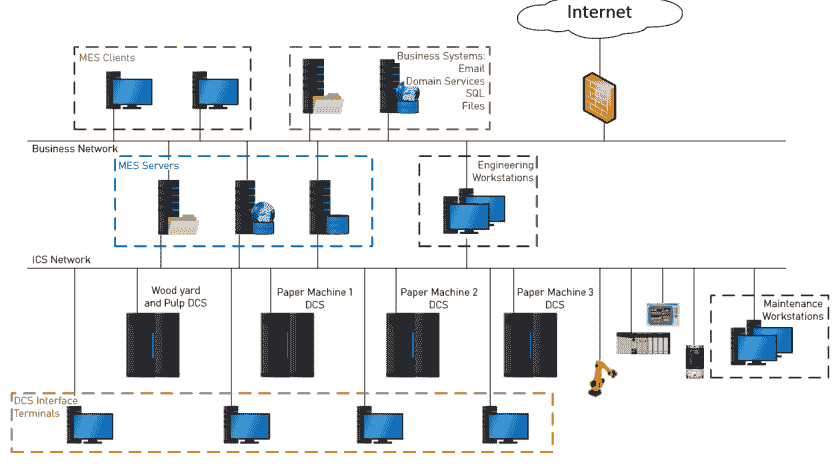 Internet
MES Clients
Business Systems:
Email
Domain Services
SQL
Files
Business Network
MES Servers
Engineering
Workstations
ICS Network
Wood yard
and Pulp DCS
Paper Machine 1
DCS
Paper Machine 2
DCS
Paper Machine 3
DCS
Maintenance
Workstations
DCS Interface
Terminals